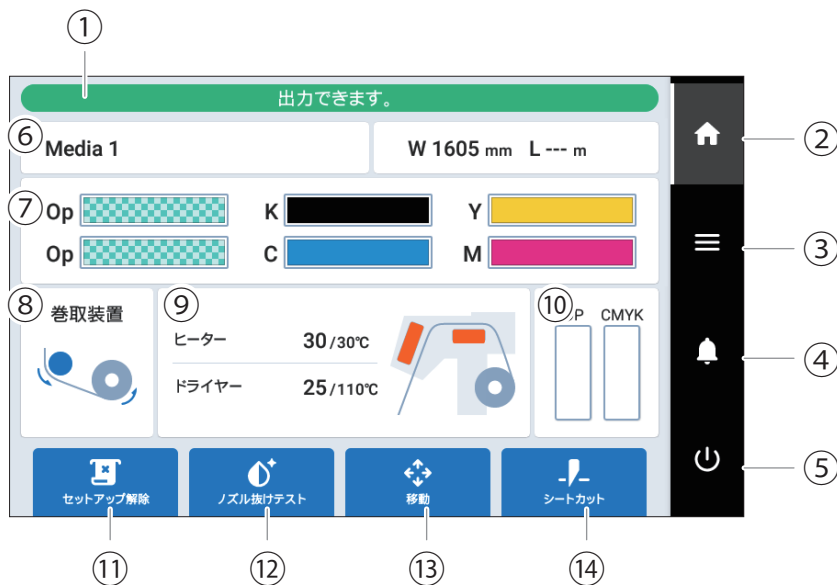 ①
出力できます。
②
⑥ Media 1
W 1605 mm L --- m
⑦ Op K Y
Op C M
③
⑧ 巻取装置
⑨
ヒーター 30/30℃
ドライヤー 25/110℃
⑩ P CMYK
④
⑤
セットアップ解除
ノズル抜けテスト
移動
シートカット
⑪ ⑫ ⑬ ⑭